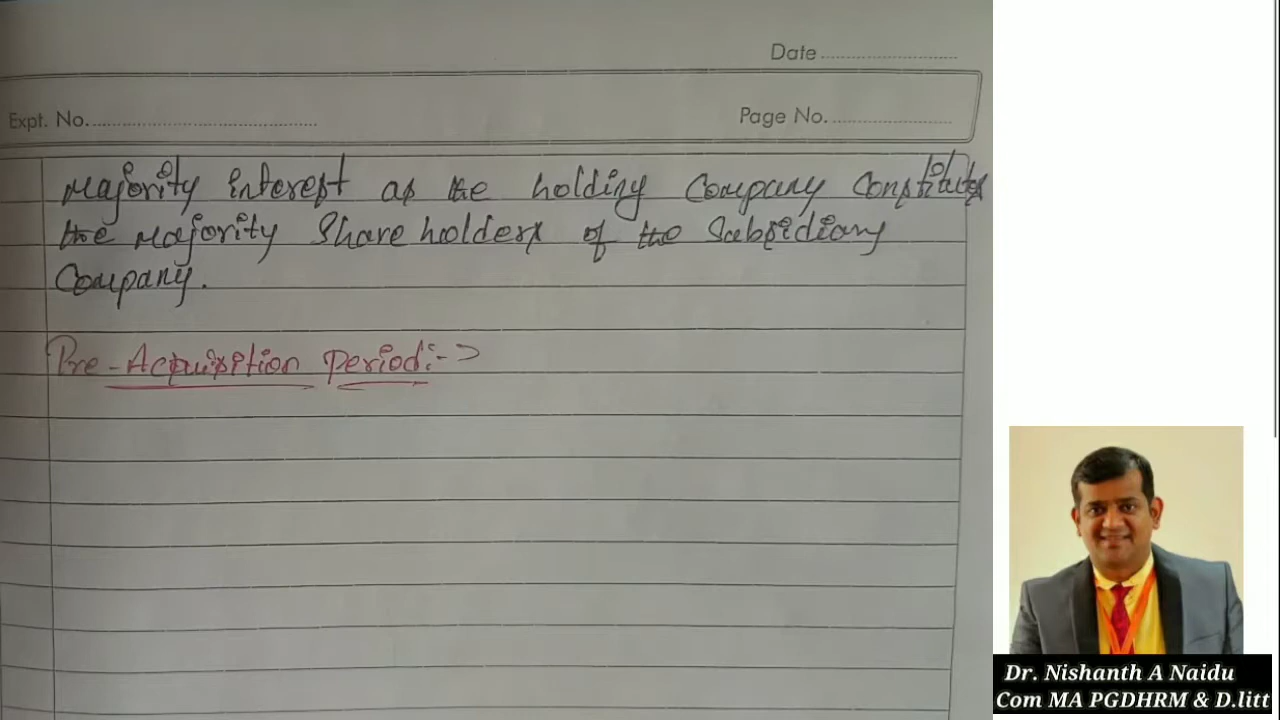 Date
Expt. No.
Page No.
Majority interest as the holding Company Constitutes
the Majority Share holders of the Subsidiary
Company.
Pre-Acquisition period:->
Dr. Nishanth A Naidu
Com MA PGDHRM & D.litt